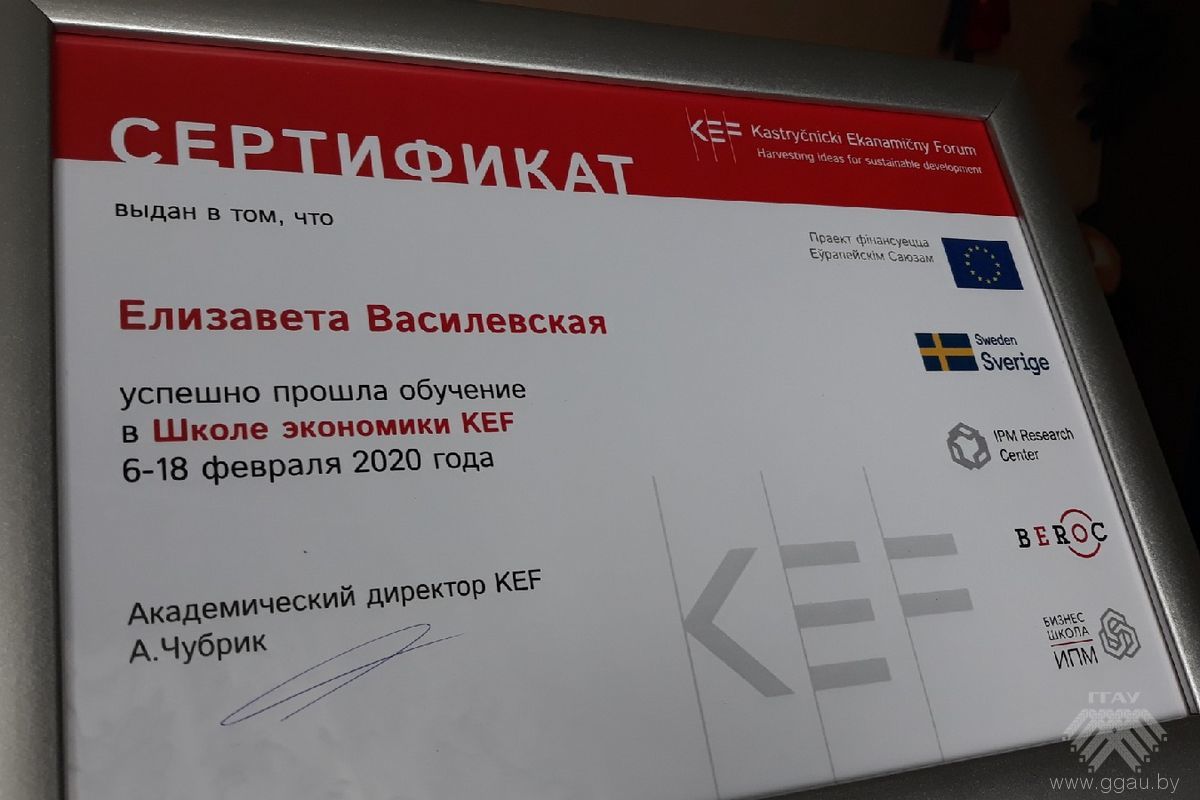 СЕРТИФИКАТ
KEF Kastryčnicki Ekanamičny Forum
Harvesting ideas for sustainable development
выдан в том, что
Праект фінансуецца
Еўрапейскім Саюзам
Елизавета Василевская
Sweden
Sverige
успешно прошла обучение
в Школе экономики KEF
6-18 февраля 2020 года
IPM Research
Center
BEROC
Академический директор KEF
А.Чубрик
KEF
БИЗНЕС
ШКОЛА
ИПМ
ГГАУ
www.ggau.by